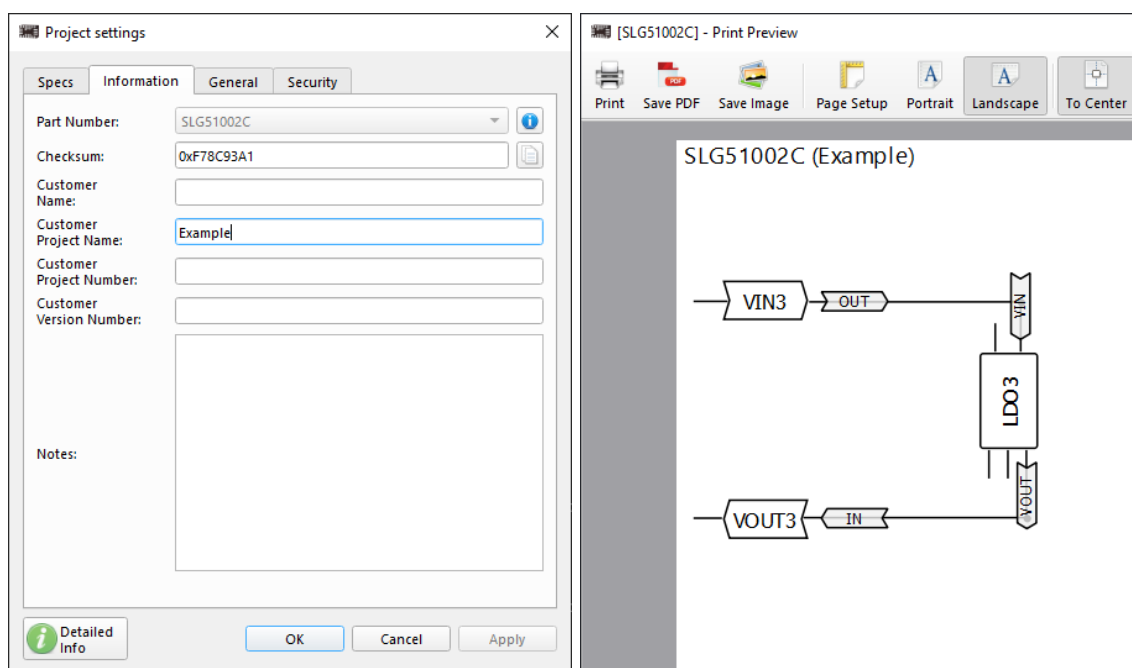 Project settings
Specs
Information
General
Security
Part Number:
SLG51002C
Checksum:
0xF78C93A1
Customer
Name:
Customer
Project Name:
Example
Customer
Project Number:
Customer
Version Number:
Notes:
Detailed
Info
OK
Cancel
Apply
[SLG51002C] - Print Preview
PDF
A
A
Print
Save PDF
Save Image
Page Setup
Portrait
Landscape
To Center
SLG51002C (Example)
VIN3
OUT
VIN
LDO3
VOUT
VOUT3
IN